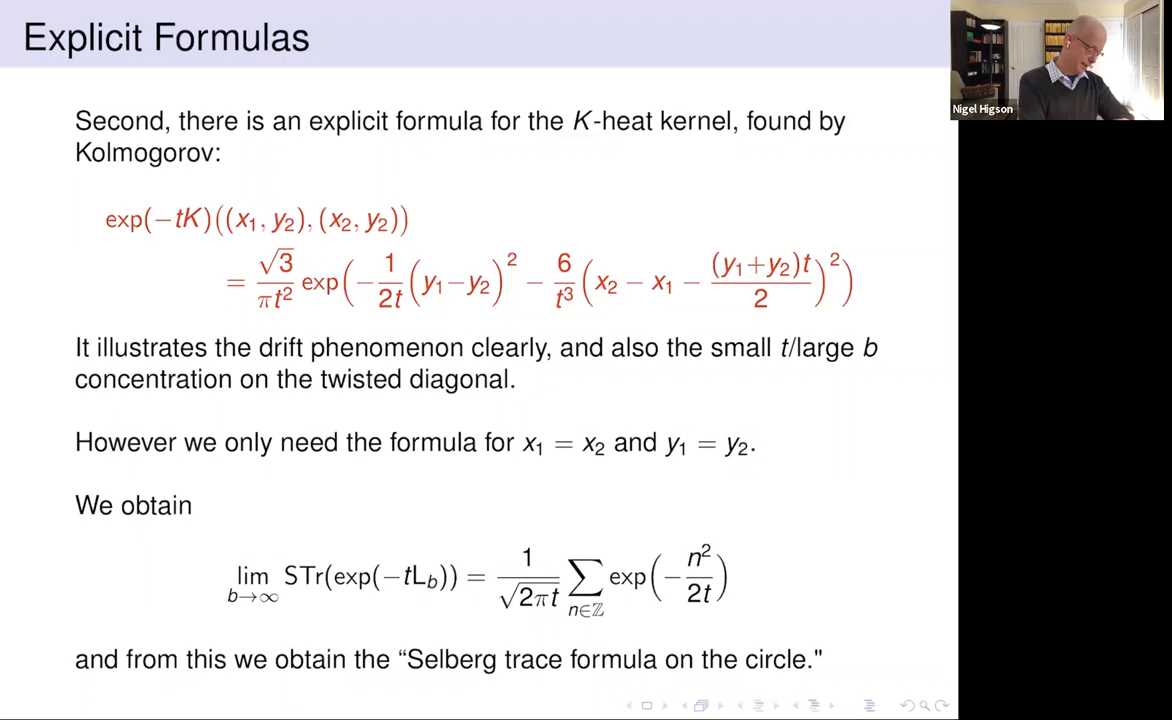 Explicit Formulas
Nigel Higson
Second, there is an explicit formula for the K-heat kernel, found by
Kolmogorov:
exp(−tK)((x₁, y₂), (x₂, y₂))
= √3/(πt²) exp(−1/(2t) (y₁−y₂)² − 6/t³ (x₂ − x₁ − (y₁+y₂)t/2)²)
It illustrates the drift phenomenon clearly, and also the small t/large b
concentration on the twisted diagonal.
However we only need the formula for x₁ = x₂ and y₁ = y₂.
We obtain
lim_{b→∞} STr(exp(−tL_b)) = 1/√(2πt) ∑_{n∈ℤ} exp(−n²/(2t))
and from this we obtain the “Selberg trace formula on the circle."